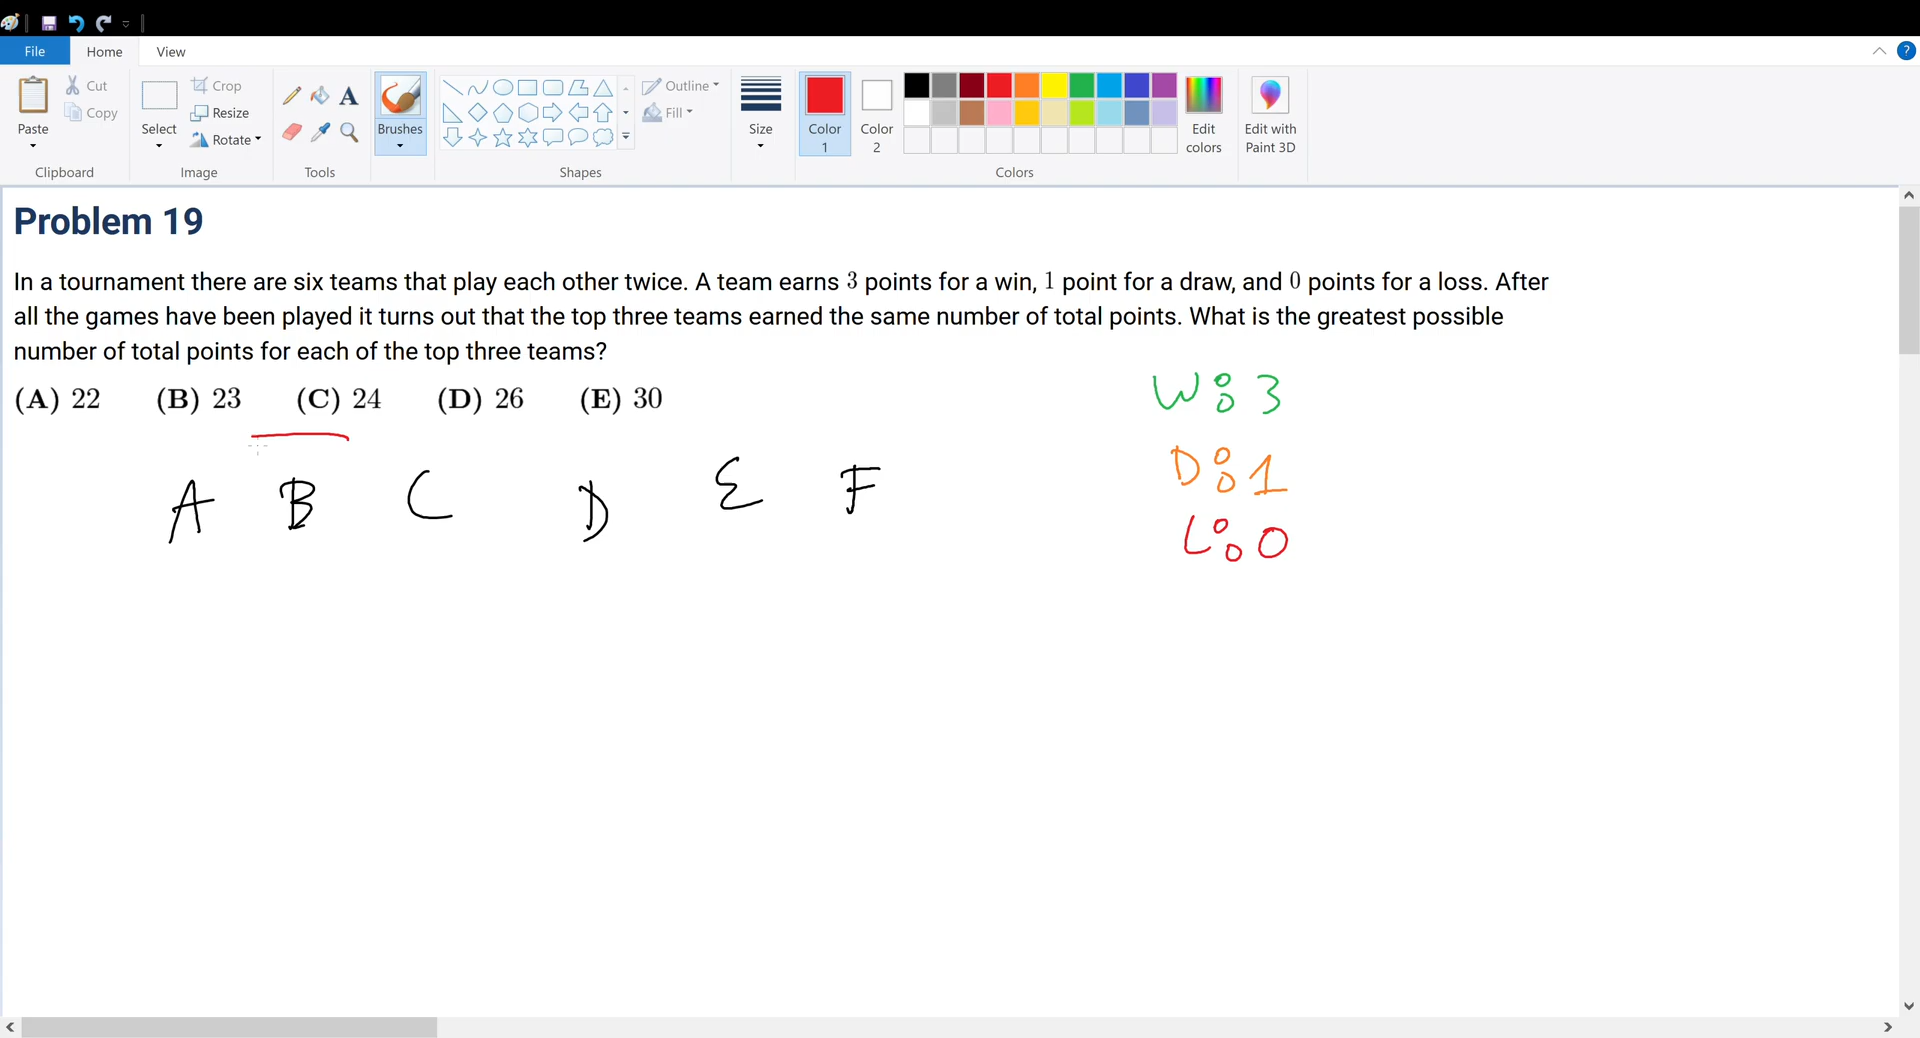 File Home View
Paste Cut Copy Select Crop Resize Rotate Brushes Outline Fill Size Color 1 Color 2 Edit colors Edit with Paint 3D
Clipboard Image Tools Shapes Colors
Problem 19
In a tournament there are six teams that play each other twice. A team earns 3 points for a win, 1 point for a draw, and 0 points for a loss. After
all the games have been played it turns out that the top three teams earned the same number of total points. What is the greatest possible
number of total points for each of the top three teams?
(A) 22 (B) 23 (C) 24 (D) 26 (E) 30
W: 3
D: 1
L: 0
A B C D E F